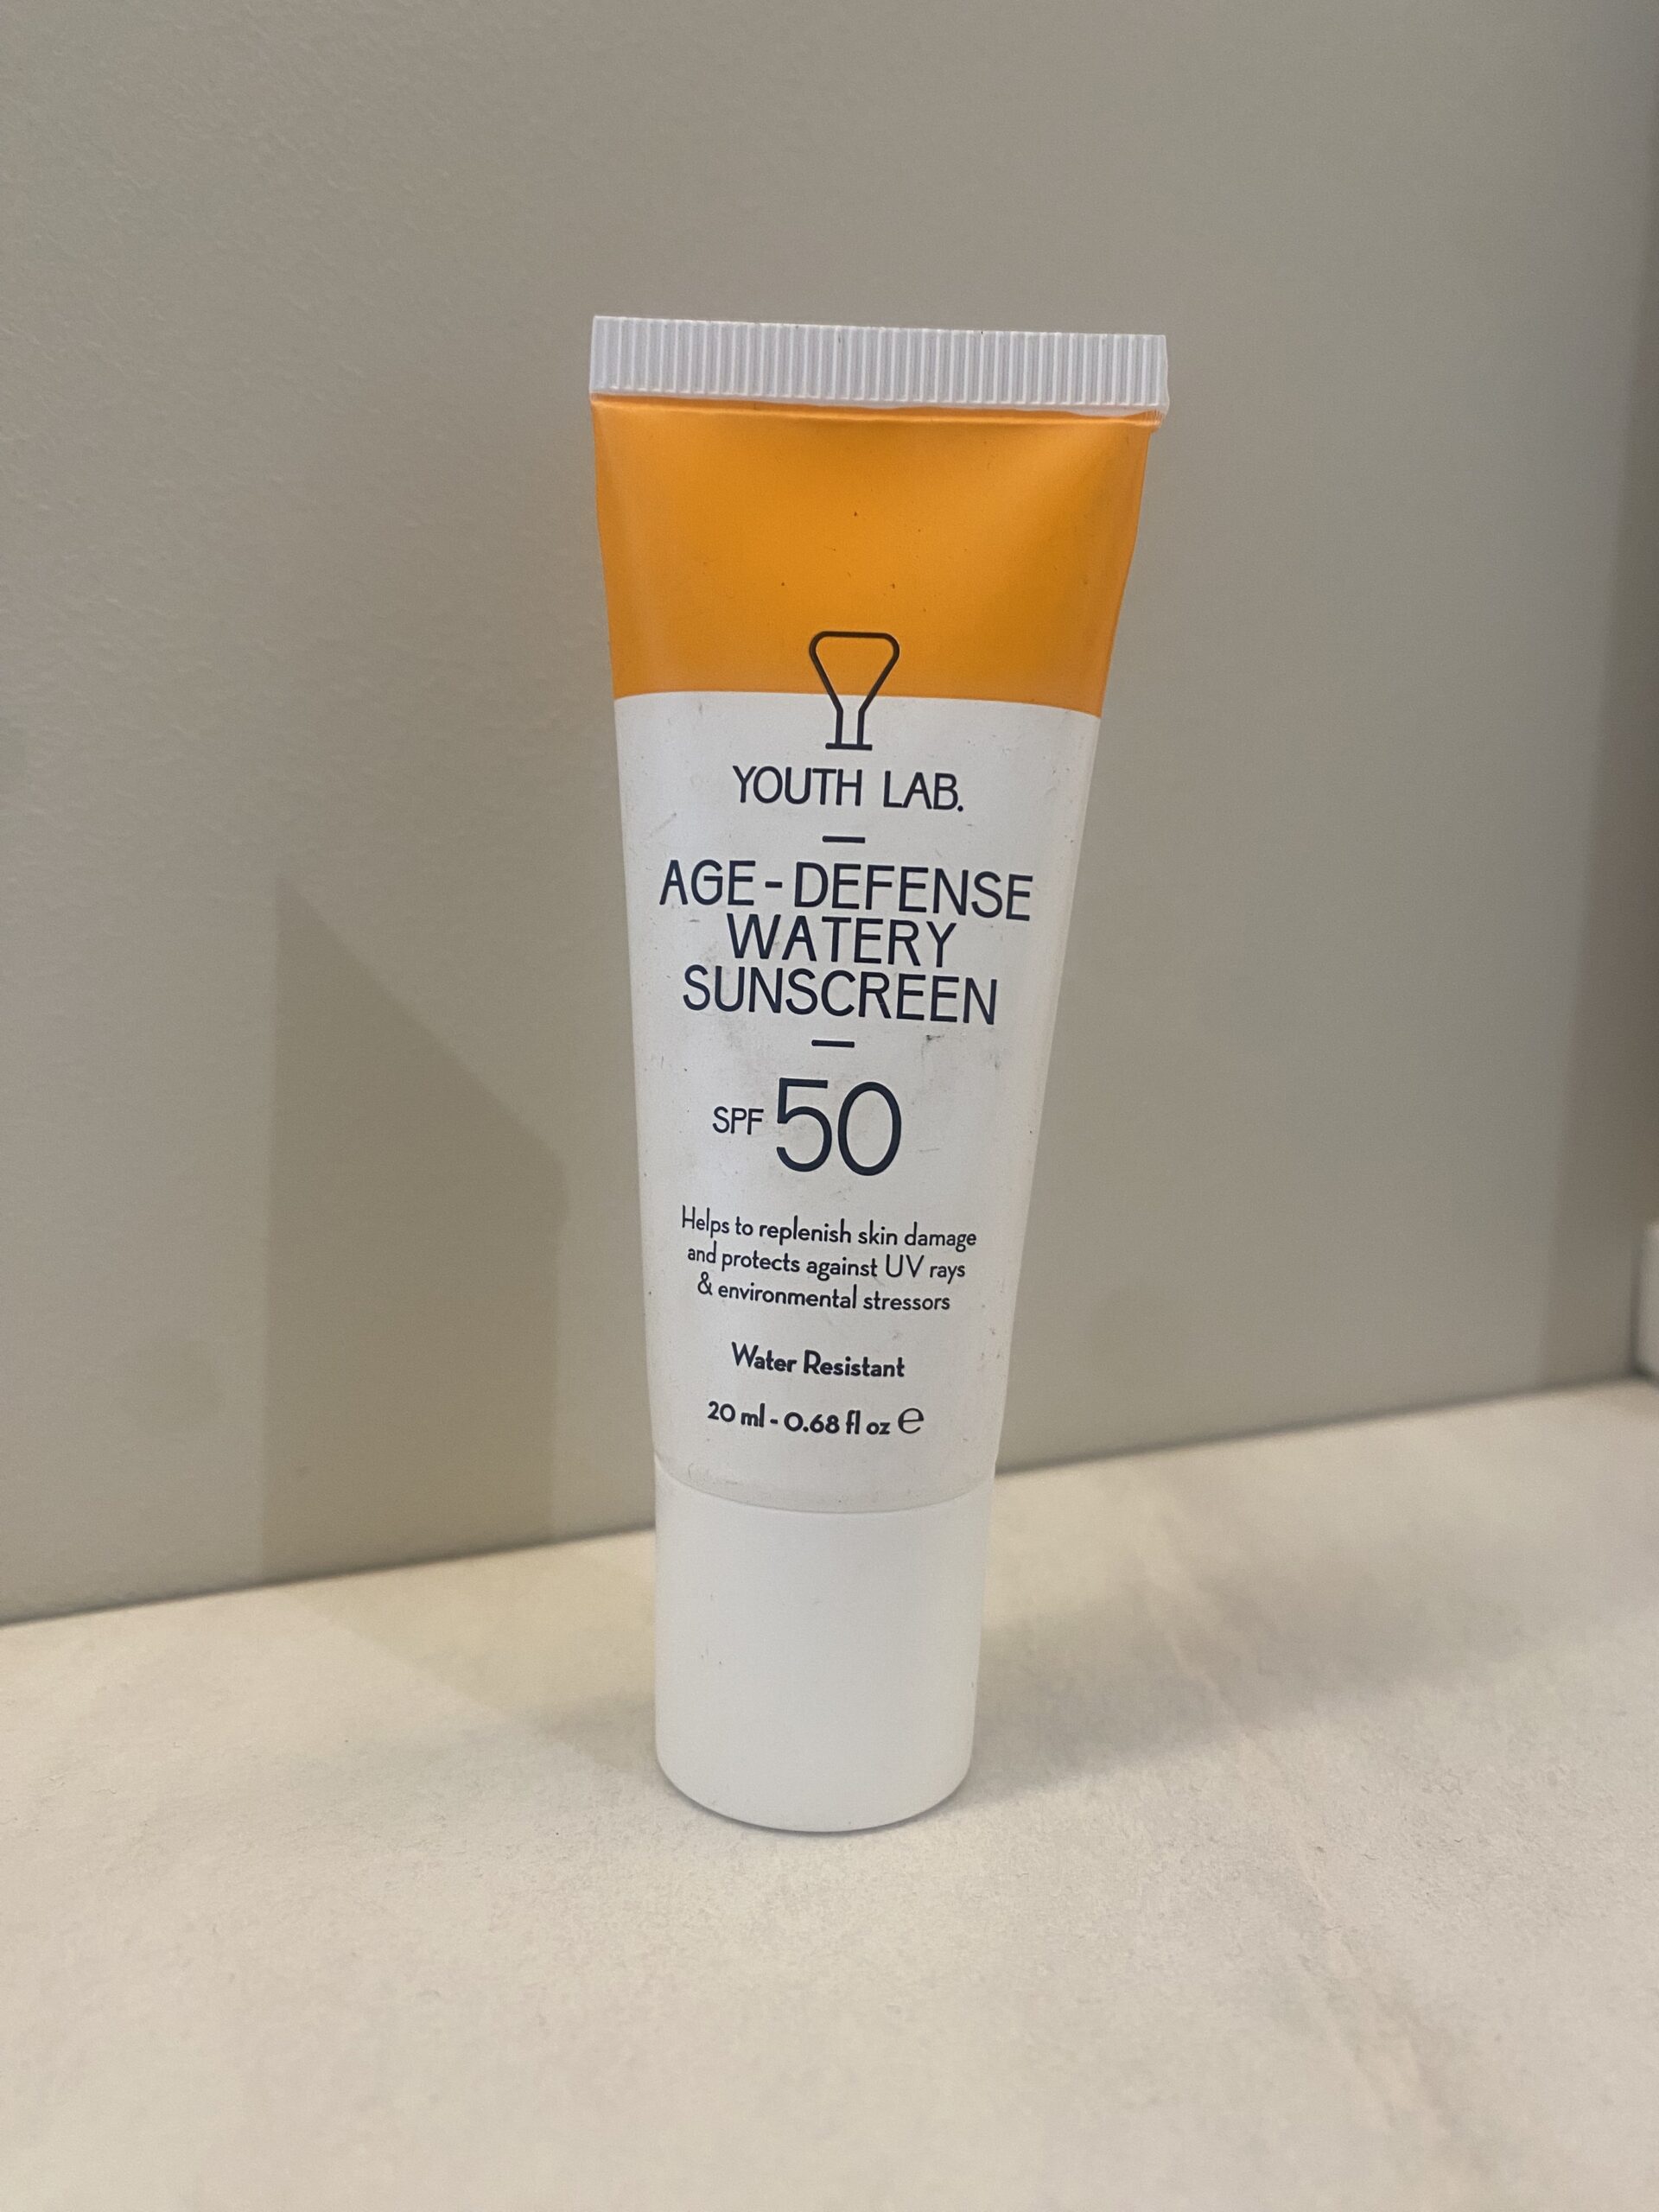 YOUTH LAB.
AGE-DEFENSE
WATERY
SUNSCREEN
SPF 50
Helps to replenish skin damage
and protects against UV rays
& environmental stressors
Water Resistant
20 ml - 0.68 fl oz ℮